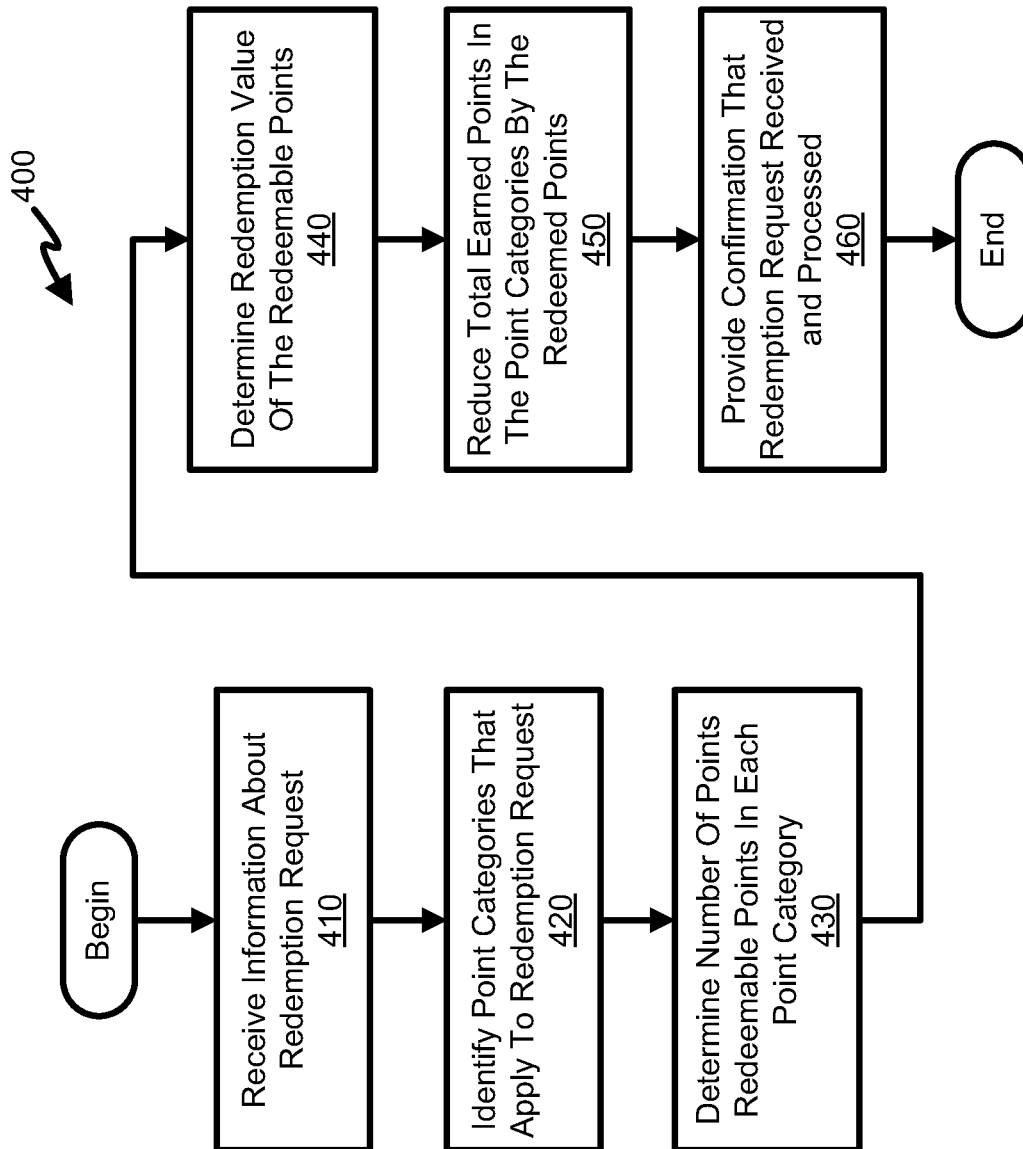 400
Begin
Receive Information About
Redemption Request
410
Identify Point Categories That
Apply To Redemption Request
420
Determine Number Of Points
Redeemable Points In Each
Point Category
430
Determine Redemption Value
Of The Redeemable Points
440
Reduce Total Earned Points In
The Point Categories By The
Redeemed Points
450
Provide Confirmation That
Redemption Request Received
and Processed
460
End